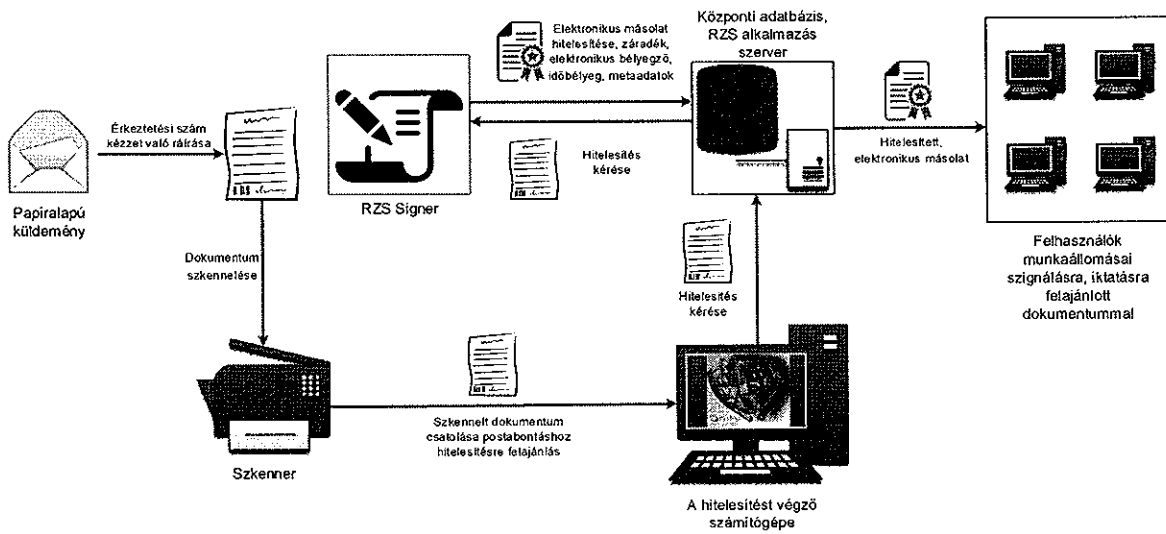 Papíralapú
küldemény
Érkeztetési szám
kézzel való ráírása
Dokumentum
szkennelése
Szkenner
Szkennelt dokumentum
csatolása postabontáshoz
hitelesítésre felajánlás
A hitelesítést végző
számítógépe
Hitelesítés
kérése
RZS Signer
Hitelesítés
kérése
Elektronikus másolat
hitelesítése, záradék,
elektronikus bélyegző,
időbélyeg, metaadatok
Központi adatbázis,
RZS alkalmazás
szerver
Hitelesített,
elektronikus másolat
Felhasználók
munkaállomásai
szignálásra, iktatásra
felajánlott
dokumentummal